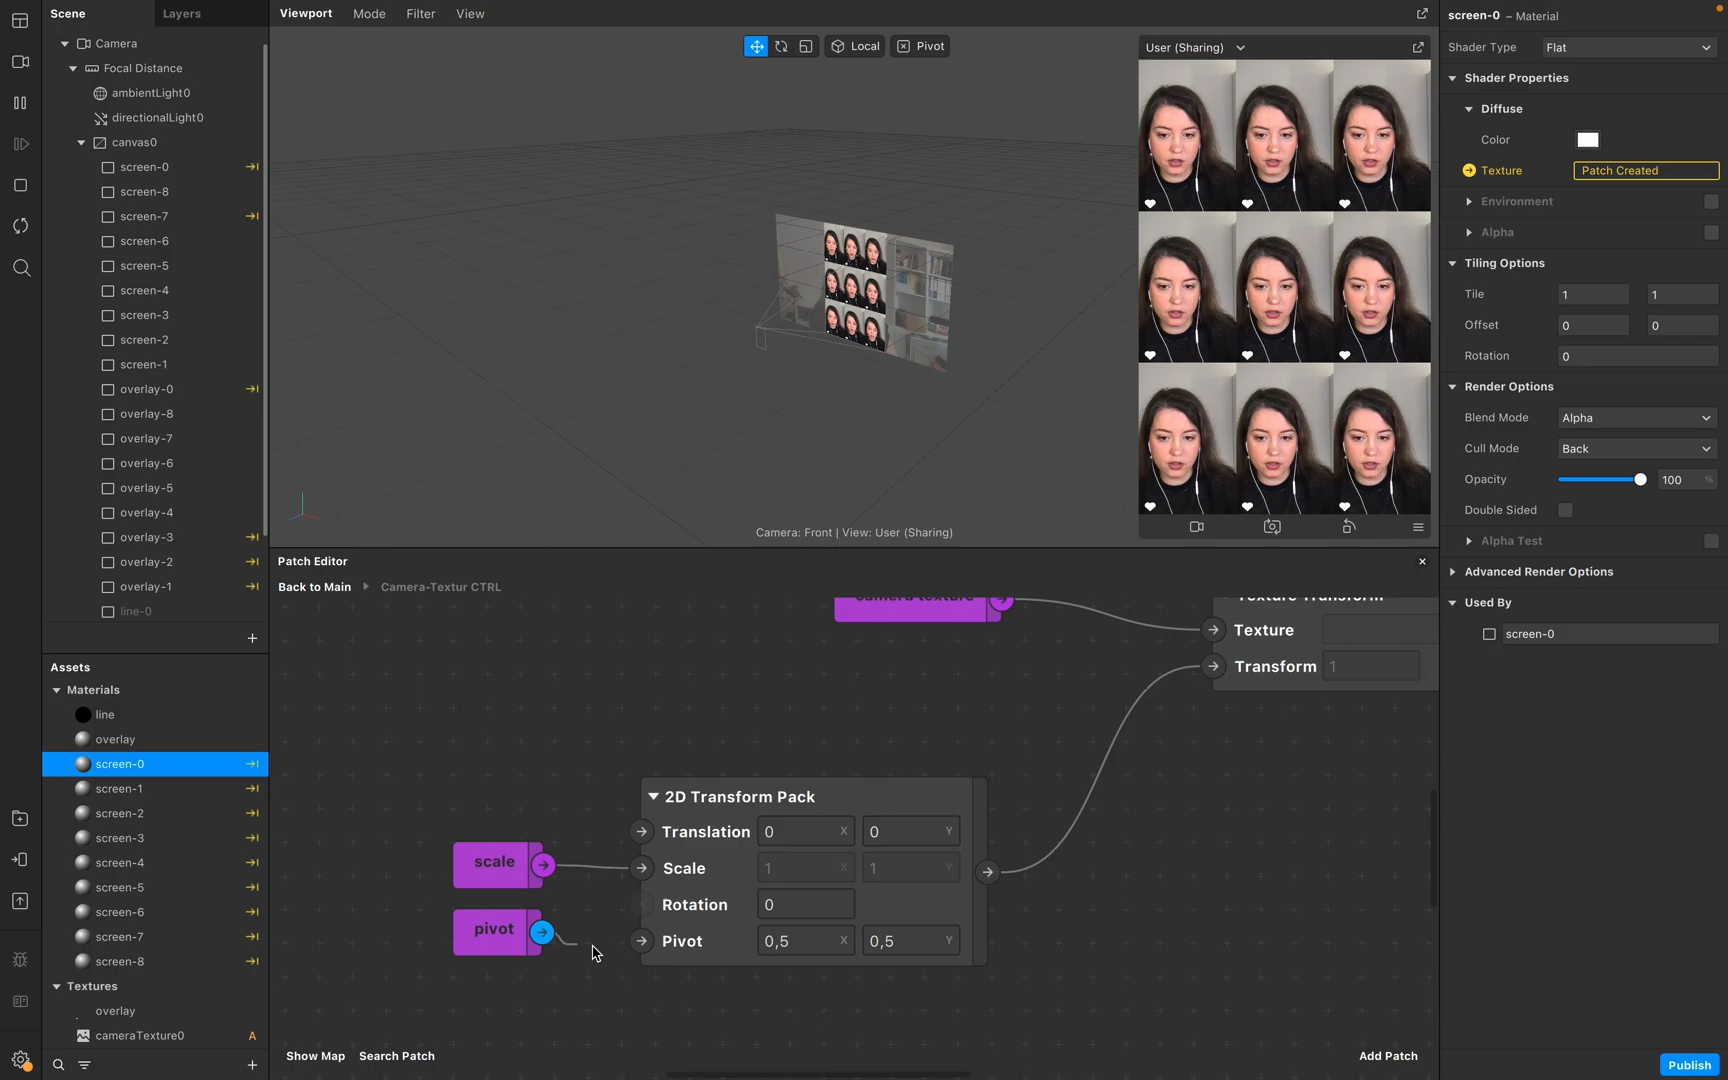 Scene
Layers
Camera
Focal Distance
ambientLight0
directionalLight0
canvas0
screen-0
screen-8
screen-7
screen-6
screen-5
screen-4
screen-3
screen-2
screen-1
overlay-0
overlay-8
overlay-7
overlay-6
overlay-5
overlay-4
overlay-3
overlay-2
overlay-1
line-0
+
Assets
Materials
line
overlay
screen-0
screen-1
screen-2
screen-3
screen-4
screen-5
screen-6
screen-7
screen-8
Textures
overlay
cameraTexture0 A
+
Viewport Mode Filter View
Local
Pivot
User (Sharing)
Camera: Front | View: User (Sharing)
Patch Editor
Back to Main
Camera-Textur CTRL
camera texture
Texture Transform
Texture
Transform 1
2D Transform Pack
Translation 0 X 0 Y
scale
Scale 1 X 1 Y
Rotation 0
pivot
Pivot 0,5 X 0,5 Y
Show Map
Search Patch
Add Patch
screen-0 – Material
Shader Type Flat
Shader Properties
Diffuse
Color
Texture Patch Created
Environment
Alpha
Tiling Options
Tile 1 1
Offset 0 0
Rotation 0
Render Options
Blend Mode Alpha
Cull Mode Back
Opacity 100 %
Double Sided
Alpha Test
Advanced Render Options
Used By
screen-0
Publish